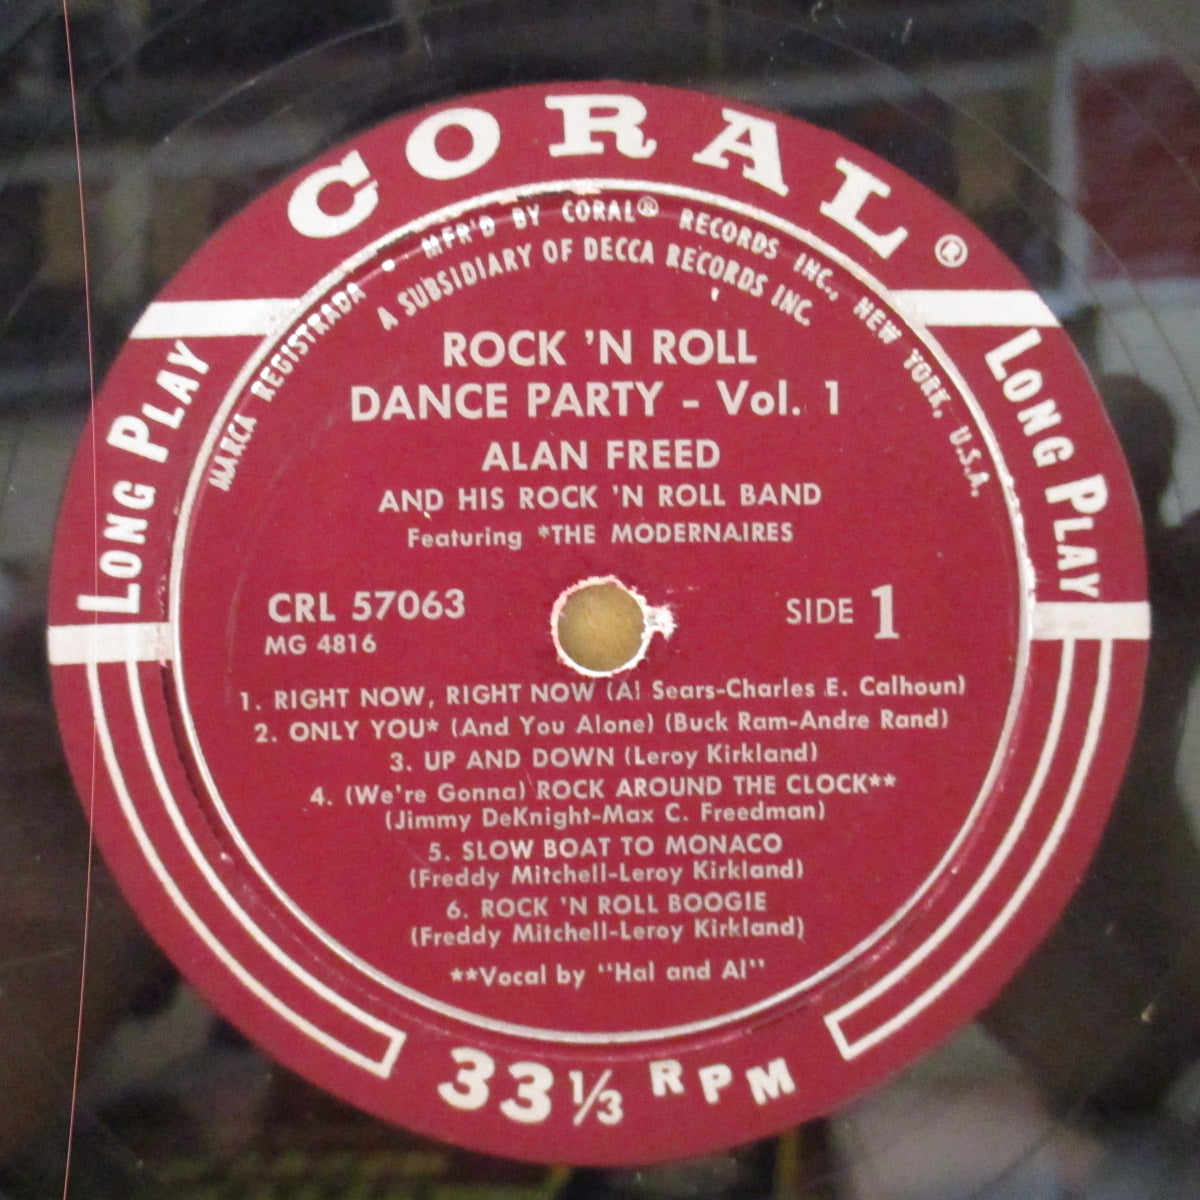 CORAL®
MARCA REGISTRADA • MFR'D BY CORAL® RECORDS INC., NEW YORK, U.S.A.
A SUBSIDIARY OF DECCA RECORDS INC.
LONG PLAY
LONG PLAY
ROCK 'N ROLL
DANCE PARTY - Vol. 1
ALAN FREED
AND HIS ROCK 'N ROLL BAND
Featuring *THE MODERNAIRES
CRL 57063
MG 4816
SIDE 1
1. RIGHT NOW, RIGHT NOW (Al Sears-Charles E. Calhoun)
2. ONLY YOU* (And You Alone) (Buck Ram-Andre Rand)
3. UP AND DOWN (Leroy Kirkland)
4. (We're Gonna) ROCK AROUND THE CLOCK**
(Jimmy DeKnight-Max C. Freedman)
5. SLOW BOAT TO MONACO
(Freddy Mitchell-Leroy Kirkland)
6. ROCK 'N ROLL BOOGIE
(Freddy Mitchell-Leroy Kirkland)
**Vocal by "Hal and Al"
33 1/3 RPM